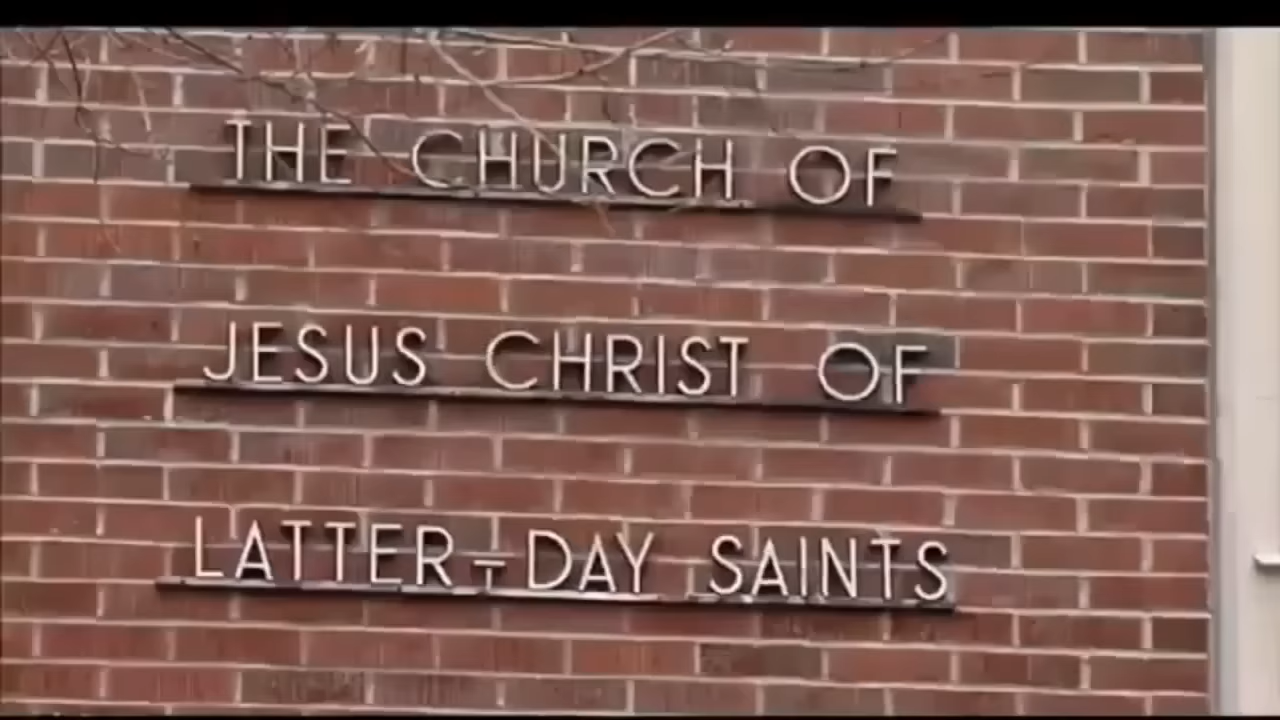 THE CHURCH OF
JESUS CHRIST OF
LATTER-DAY SAINTS